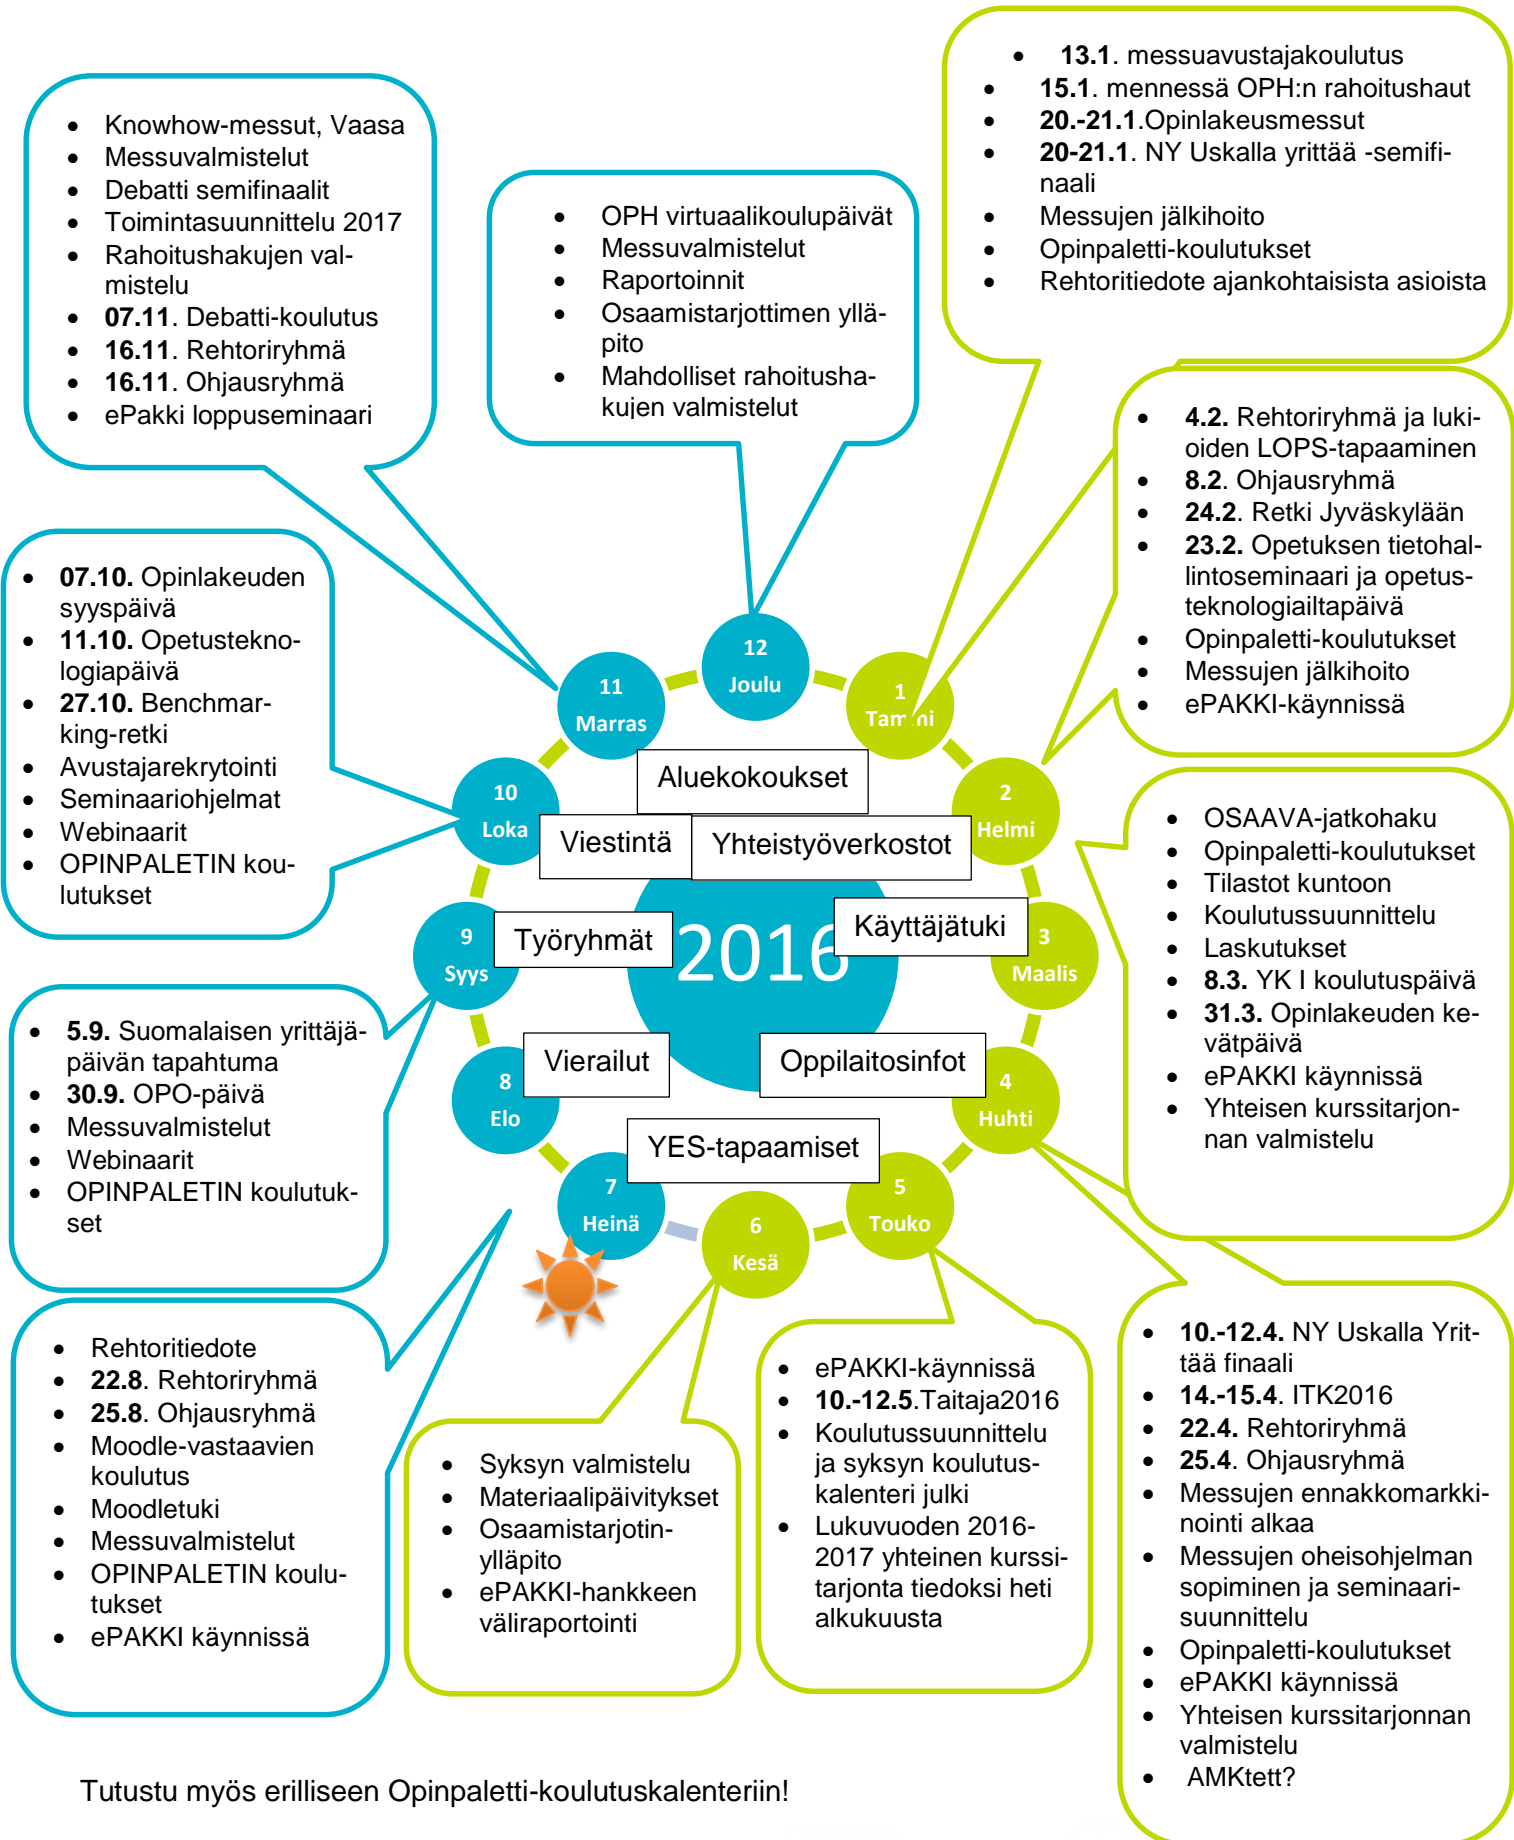 13.1. messuavustajakoulutus
15.1. mennessä OPH:n rahoitushaut
20.-21.1.Opinlakeusmessut
20-21.1. NY Uskalla yrittää -semifi-
naali
Messujen jälkihoito
Opinpaletti-koulutukset
Rehtoritiedote ajankohtaisista asioista
Knowhow-messut, Vaasa
Messuvalmistelut
Debatti semifinaalit
Toimintasuunnittelu 2017
Rahoitushakujen val-
mistelu
07.11. Debatti-koulutus
16.11. Rehtoriryhmä
16.11. Ohjausryhmä
ePakki loppuseminaari
OPH virtuaalikoulupäivät
Messuvalmistelut
Raportoinnit
Osaamistarjottimen yllä-
pito
Mahdolliset rahoitusha-
kujen valmistelut
4.2. Rehtoriryhmä ja luki-
oiden LOPS-tapaaminen
8.2. Ohjausryhmä
24.2. Retki Jyväskylään
23.2. Opetuksen tietohal-
lintoseminaari ja opetus-
teknologiailtapäivä
Opinpaletti-koulutukset
Messujen jälkihoito
ePAKKI-käynnissä
07.10. Opinlakeuden
syyspäivä
11.10. Opetustekno-
logiapäivä
27.10. Benchmar-
king-retki
Avustajarekrytointi
Seminaariohjelmat
Webinaarit
OPINPALETIN kou-
lutukset
12
Joulu
11
Marras
1
Tammi
10
Loka
2
Helmi
Aluekokoukset
Viestintä
Yhteistyöverkostot
Käyttäjätuki
Työryhmät
2016
9
Syys
3
Maalis
Vierailut
Oppilaitosinfot
8
Elo
4
Huhti
YES-tapaamiset
7
Heinä
6
Kesä
5
Touko
OSAAVA-jatkohaku
Opinpaletti-koulutukset
Tilastot kuntoon
Koulutussuunnittelu
Laskutukset
8.3. YK I koulutuspäivä
31.3. Opinlakeuden ke-
vätpäivä
ePAKKI käynnissä
Yhteisen kurssitarjon-
nan valmistelu
5.9. Suomalaisen yrittäjä-
päivän tapahtuma
30.9. OPO-päivä
Messuvalmistelut
Webinaarit
OPINPALETIN koulutuk-
set
Rehtoritiedote
22.8. Rehtoriryhmä
25.8. Ohjausryhmä
Moodle-vastaavien
koulutus
Moodletuki
Messuvalmistelut
OPINPALETIN koulu-
tukset
ePAKKI käynnissä
Syksyn valmistelu
Materiaalipäivitykset
Osaamistarjotin-
ylläpito
ePAKKI-hankkeen
väliraportointi
ePAKKI-käynnissä
10.-12.5.Taitaja2016
Koulutussuunnittelu
ja syksyn koulutus-
kalenteri julki
Lukuvuoden 2016-
2017 yhteinen kurssi-
tarjonta tiedoksi heti
alkukuusta
10.-12.4. NY Uskalla Yrit-
tää finaali
14.-15.4. ITK2016
22.4. Rehtoriryhmä
25.4. Ohjausryhmä
Messujen ennakkomarkki-
nointi alkaa
Messujen oheisohjelman
sopiminen ja seminaari-
suunnittelu
Opinpaletti-koulutukset
ePAKKI käynnissä
Yhteisen kurssitarjonnan
valmistelu
AMKtett?
Tutustu myös erilliseen Opinpaletti-koulutuskalenteriin!